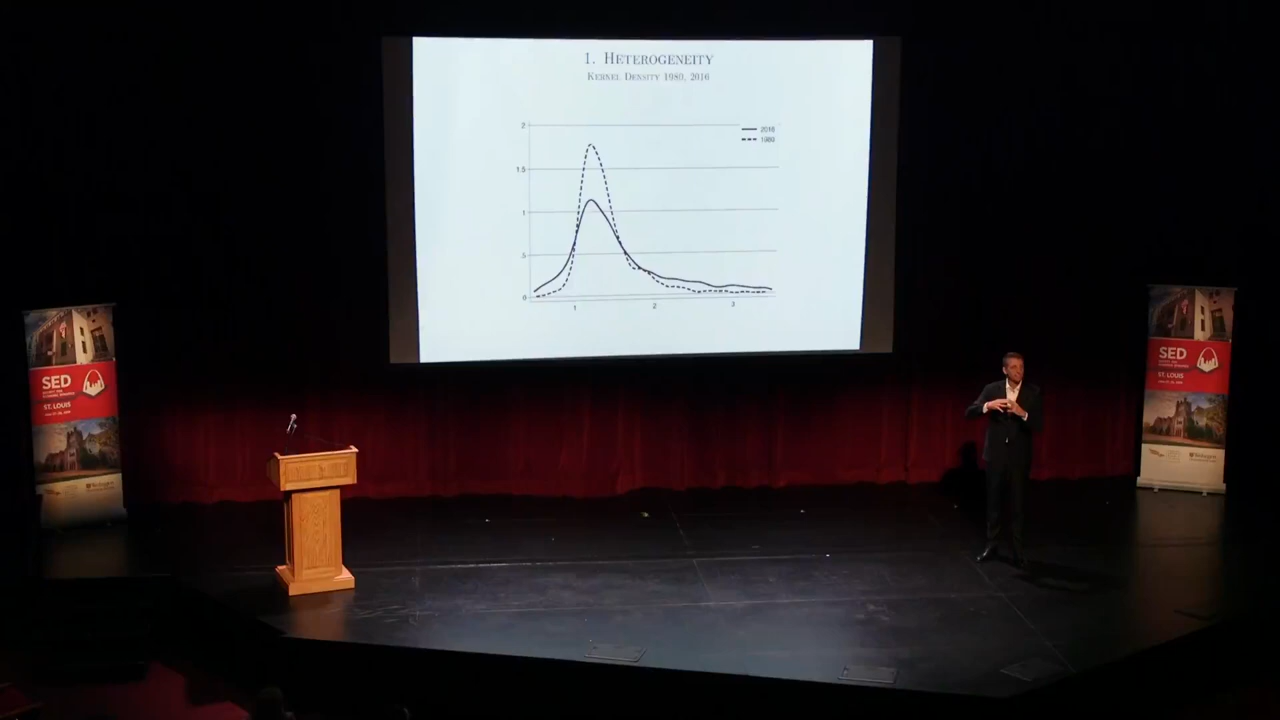 1. Heterogeneity
Kernel Density 1980, 2016
2
1.5
1
.5
0
1
2
3
2016
1980
SED
ST. LOUIS
SED
ST. LOUIS